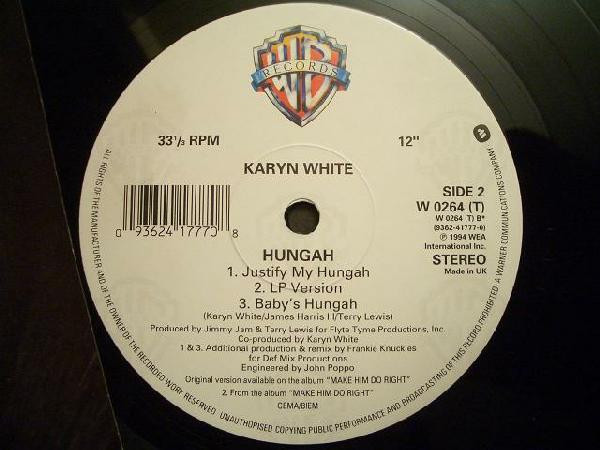 WB
RECORDS
33⅓ RPM
12"
KARYN WHITE
SIDE 2
W 0264 (T)
W 0264 (T) B*
(9362-41777-0)
℗ 1994 WEA
International Inc.
STEREO
Made in UK
0 93624 17770 8
HUNGAH
1. Justify My Hungah
2. LP Version
3. Baby's Hungah
(Karyn White/James Harris III/Terry Lewis)
Produced by Jimmy Jam & Terry Lewis for Flyte Tyme Productions, Inc.
Co-produced by Karyn White
1 & 3. Additional production & remix by Frankie Knuckles
for Def Mix Productions
Engineered by John Poppo
Original version available on the album "MAKE HIM DO RIGHT"
2. From the album "MAKE HIM DO RIGHT"
GEMA/BIEM
ALL RIGHTS OF THE MANUFACTURER AND OF THE OWNER OF THE RECORDED WORK RESERVED. UNAUTHORISED COPYING PUBLIC PERFORMANCE AND BROADCASTING OF THIS RECORD PROHIBITED. A WARNER COMMUNICATIONS COMPANY.